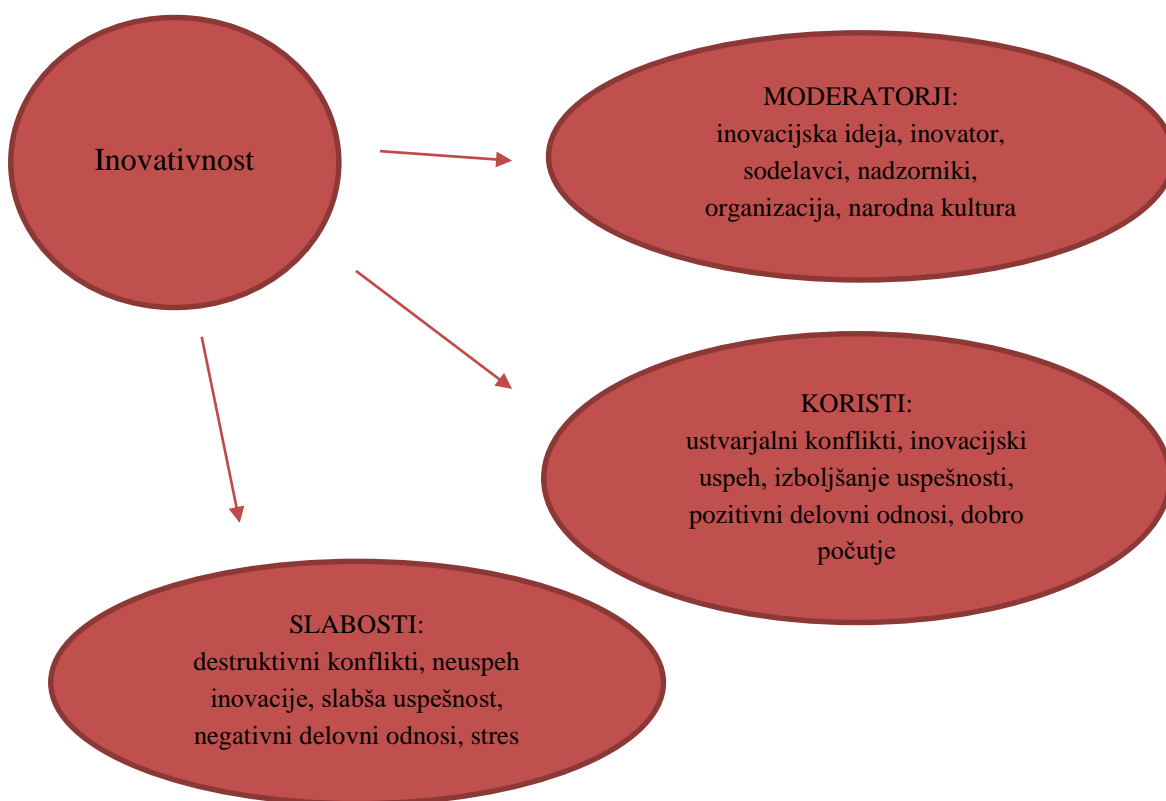 Inovativnost
MODERATORJI:
inovacijska ideja, inovator,
sodelavci, nadzorniki,
organizacija, narodna kultura
KORISTI:
ustvarjalni konflikti, inovacijski
uspeh, izboljšanje uspešnosti,
pozitivni delovni odnosi, dobro
počutje
SLABOSTI:
destruktivni konflikti, neuspeh
inovacije, slabša uspešnost,
negativni delovni odnosi, stres